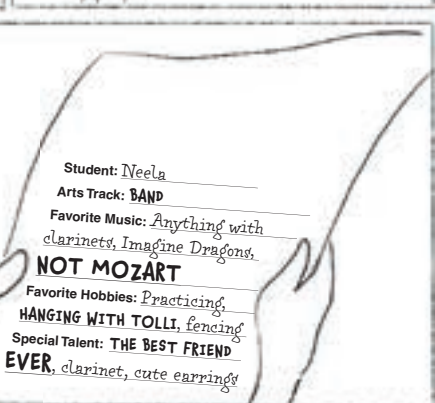 Student: Neela
Arts Track: BAND
Favorite Music: Anything with
clarinets, Imagine Dragons,
NOT MOZART
Favorite Hobbies: Practicing,
HANGING WITH TOLLI, fencing
Special Talent: THE BEST FRIEND
EVER, clarinet, cute earrings